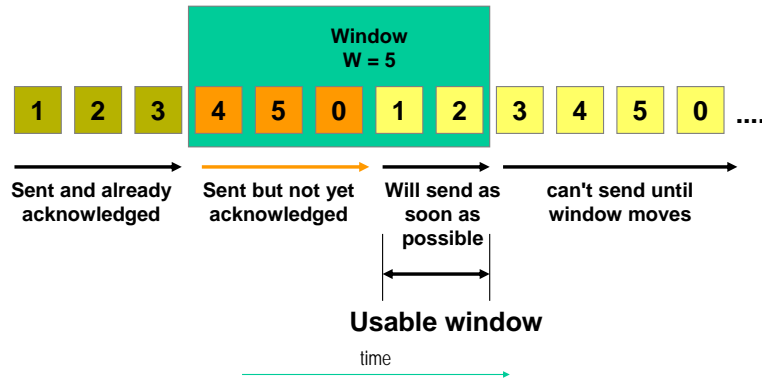 Window
W = 5
1 2 3 4 5 0 1 2 3 4 5 0 ....
Sent and already acknowledged
Sent but not yet acknowledged
Will send as soon as possible
can't send until window moves
Usable window
time